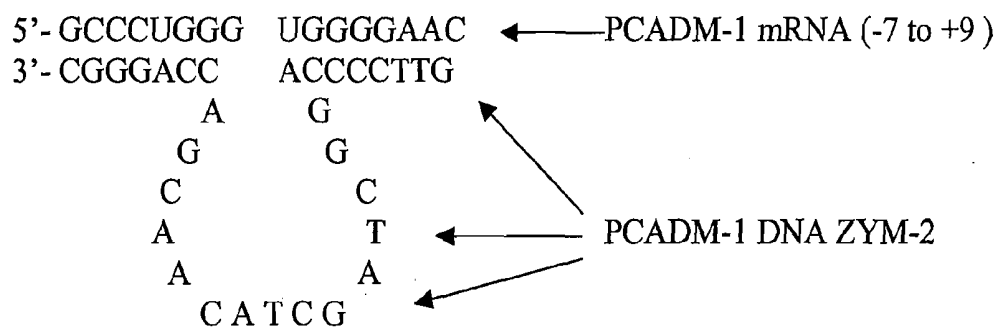 5'- GCCCUGGG UGGGGAAC PCADM-1 mRNA (-7 to +9 )
3'- CGGGACC ACCCCTTG
A G
G G
C C
A T PCADM-1 DNA ZYM-2
A A
C A T C G